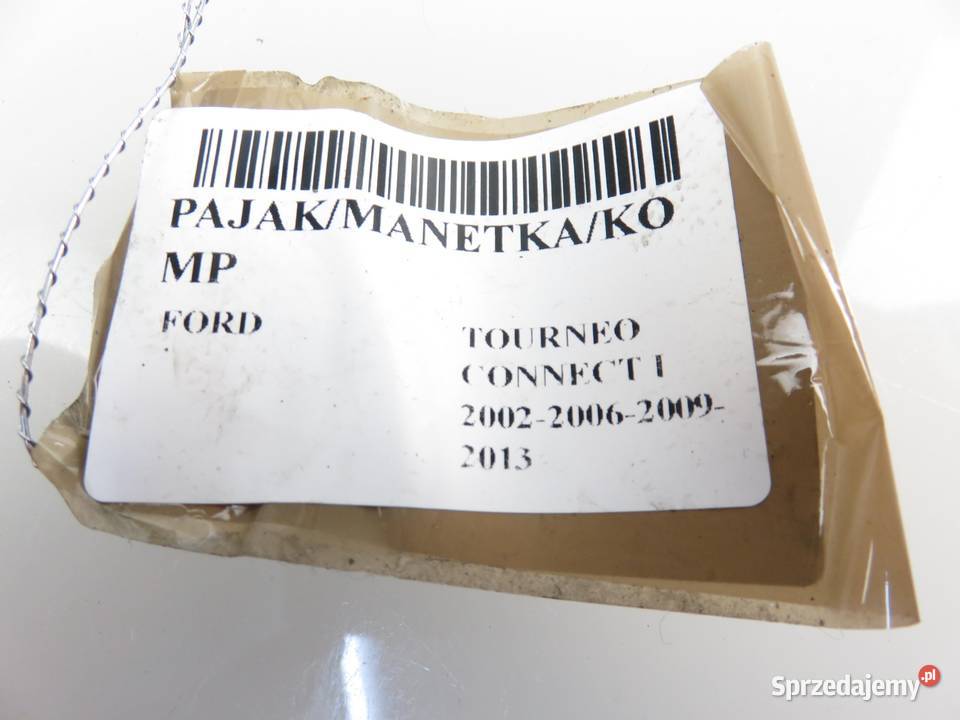 PAJAK/MANETKA/KO
MP
FORD
TOURNEO
CONNECT I
2002-2006-2009-
2013
Sprzedajemy.pl